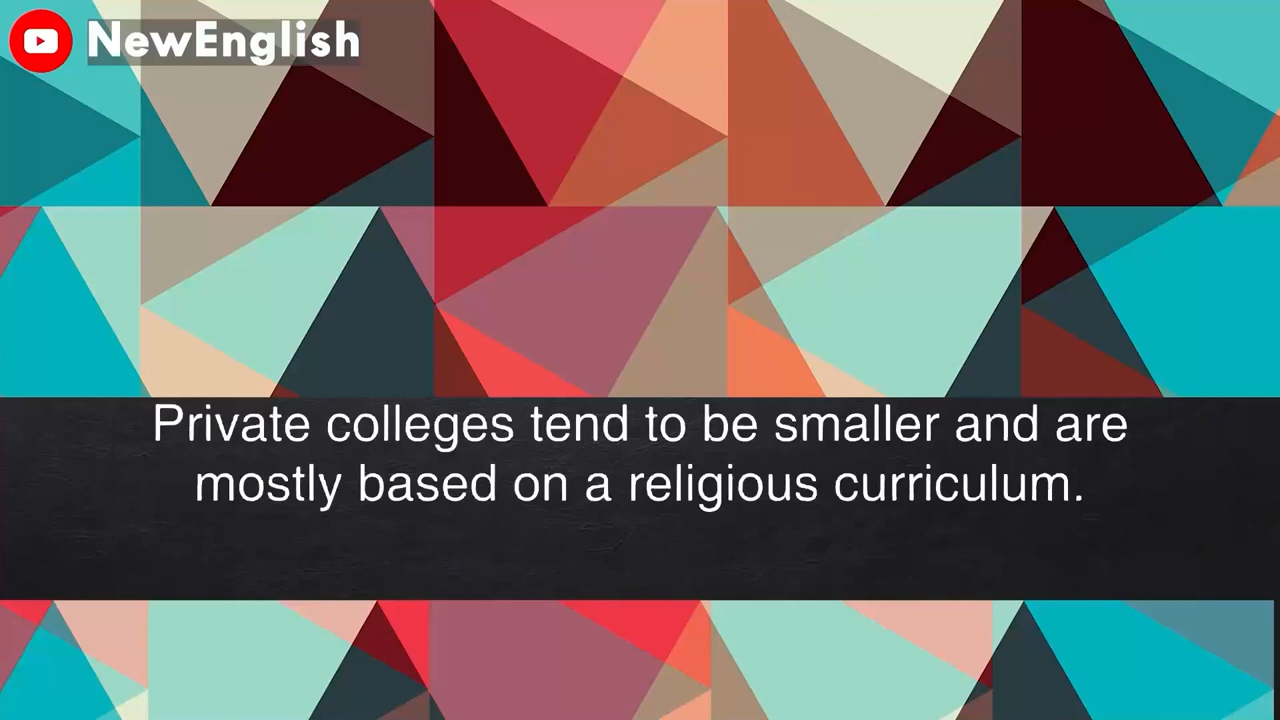 NewEnglish
Private colleges tend to be smaller and are
mostly based on a religious curriculum.